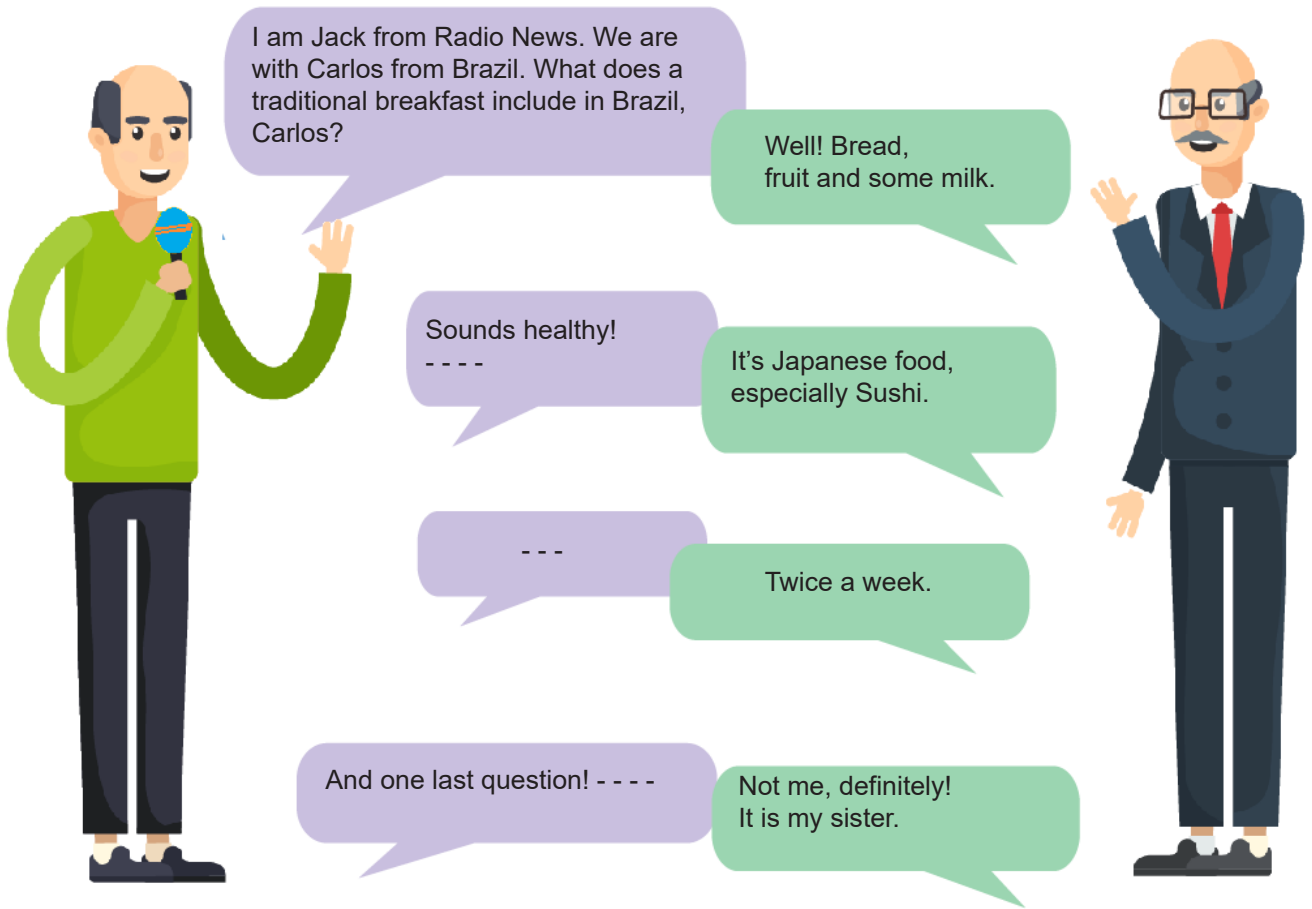 I am Jack from Radio News. We are
with Carlos from Brazil. What does a
traditional breakfast include in Brazil,
Carlos?
Well! Bread,
fruit and some milk.
Sounds healthy!
- - - -
It’s Japanese food,
especially Sushi.
- - -
Twice a week.
And one last question! - - - -
Not me, definitely!
It is my sister.